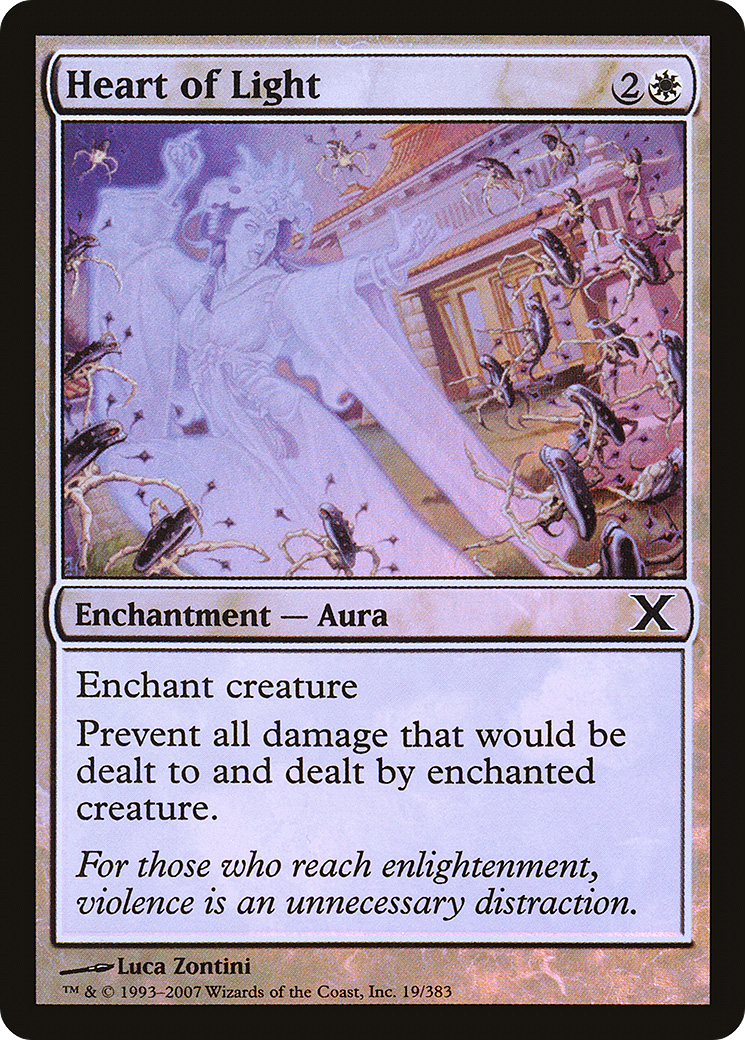 Heart of Light 2
Enchantment — Aura X
Enchant creature
Prevent all damage that would be
dealt to and dealt by enchanted
creature.
For those who reach enlightenment,
violence is an unnecessary distraction.
Luca Zontini
™ & © 1993–2007 Wizards of the Coast, Inc. 19/383